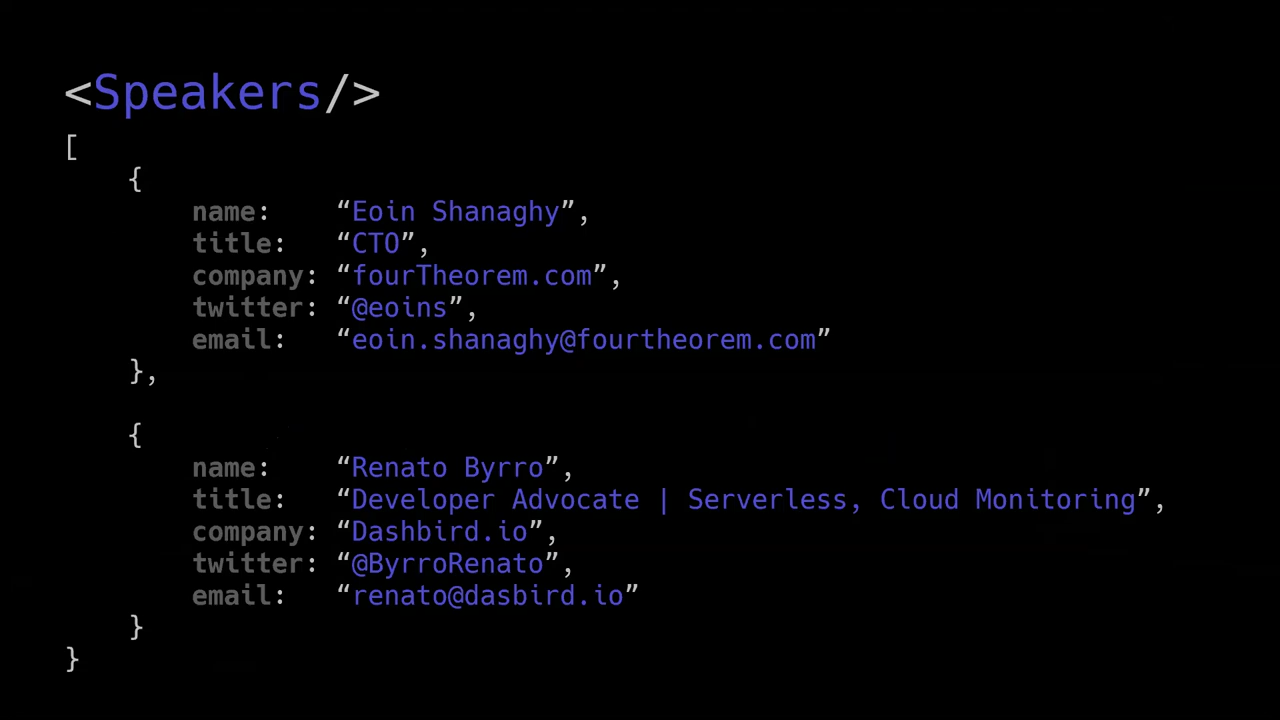 <Speakers/>
[
{
name: “Eoin Shanaghy”,
title: “CTO”,
company: “fourTheorem.com”,
twitter: “@eoins”,
email: “eoin.shanaghy@fourtheorem.com”
},
{
name: “Renato Byrro”,
title: “Developer Advocate | Serverless, Cloud Monitoring”,
company: “Dashbird.io”,
twitter: “@ByrroRenato”,
email: “renato@dasbird.io”
}
}